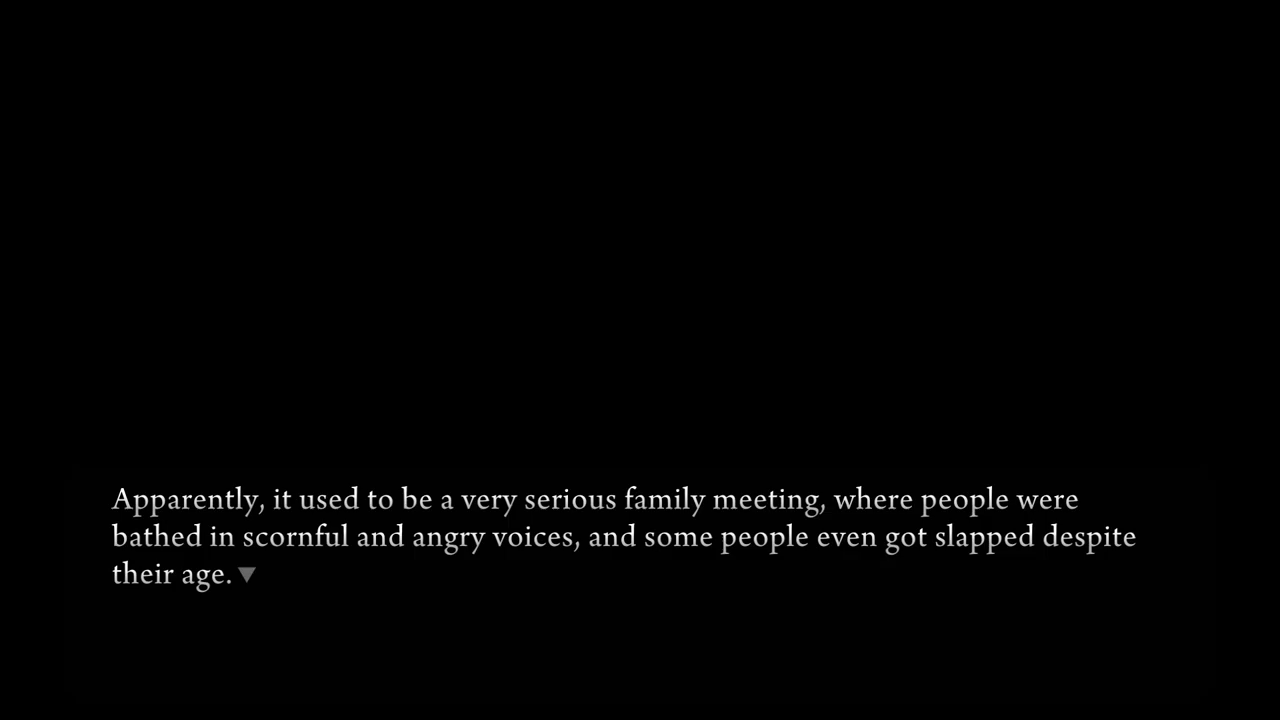 Apparently, it used to be a very serious family meeting, where people were
bathed in scornful and angry voices, and some people even got slapped despite
their age.